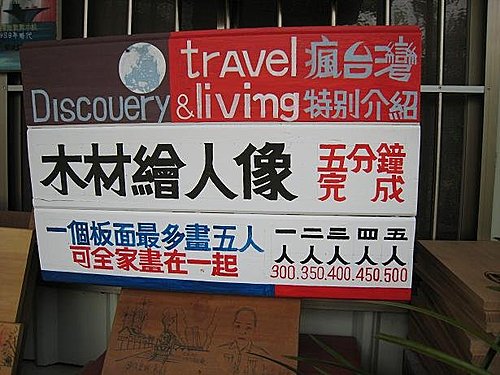 Discovery travel & living 瘋台灣 特別介紹
木材繪人像 五分鐘完成
一個板面最多畫五人
可全家畫在一起
一二三四五
人人人人人
300.350.400.450.500